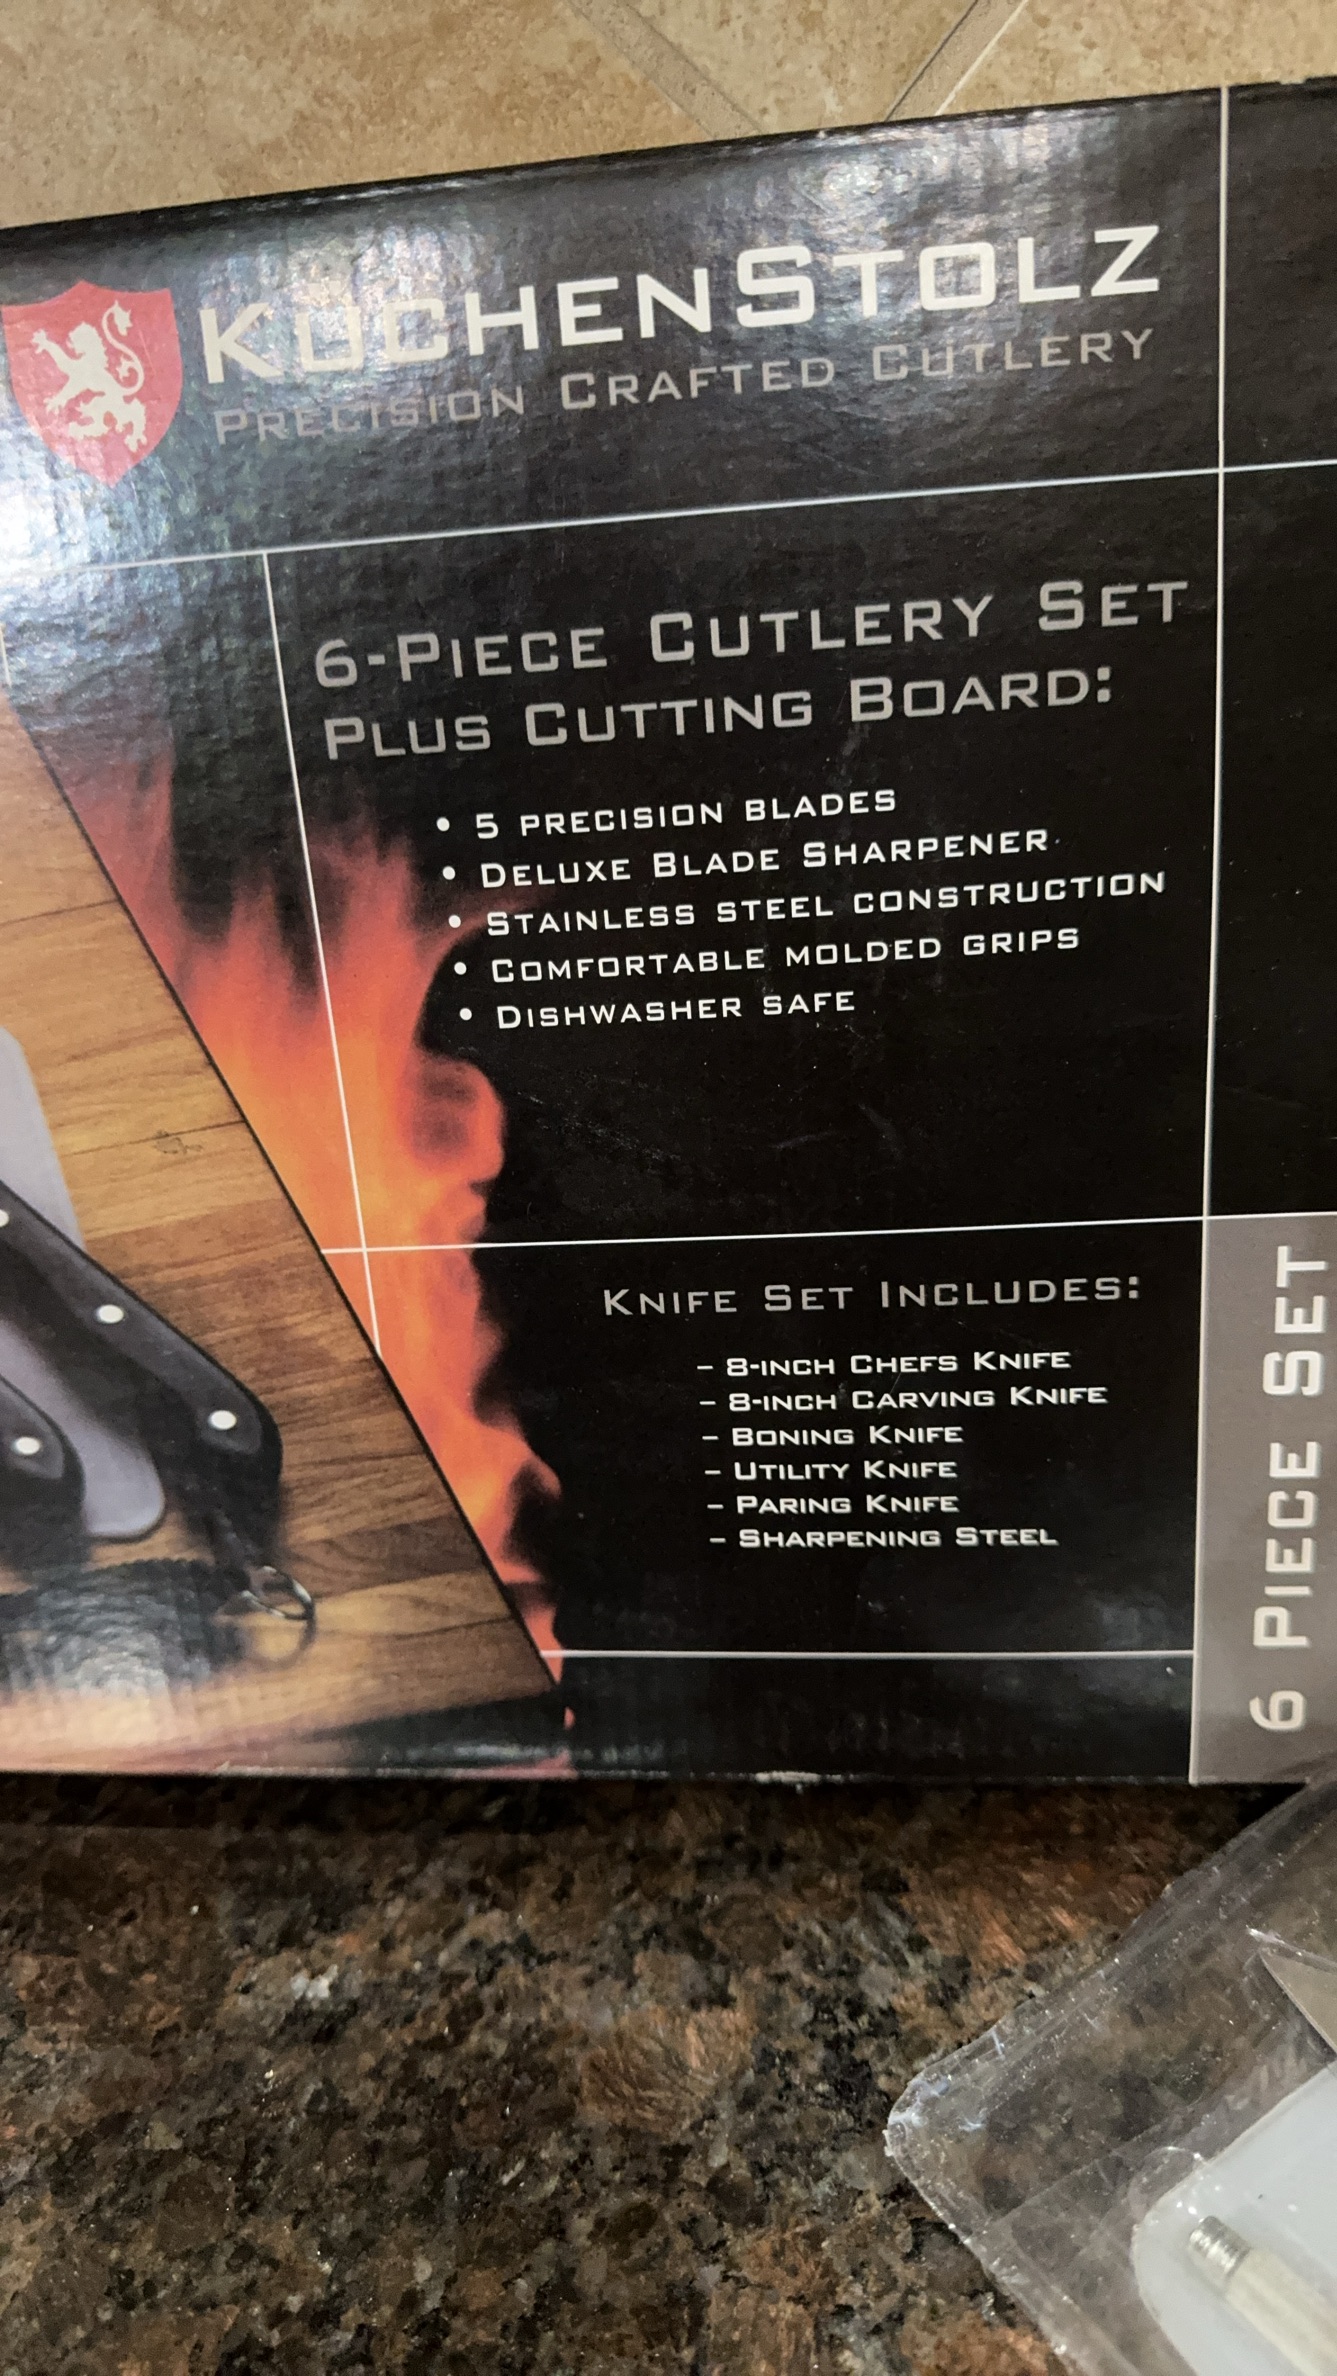 KUCHENSTOLZ
PRECISION CRAFTED CUTLERY
6-PIECE CUTLERY SET
PLUS CUTTING BOARD:
• 5 PRECISION BLADES
• DELUXE BLADE SHARPENER
• STAINLESS STEEL CONSTRUCTION
• COMFORTABLE MOLDED GRIPS
• DISHWASHER SAFE
KNIFE SET INCLUDES:
– 8-INCH CHEFS KNIFE
– 8-INCH CARVING KNIFE
– BONING KNIFE
– UTILITY KNIFE
– PARING KNIFE
– SHARPENING STEEL
6 PIECE SET